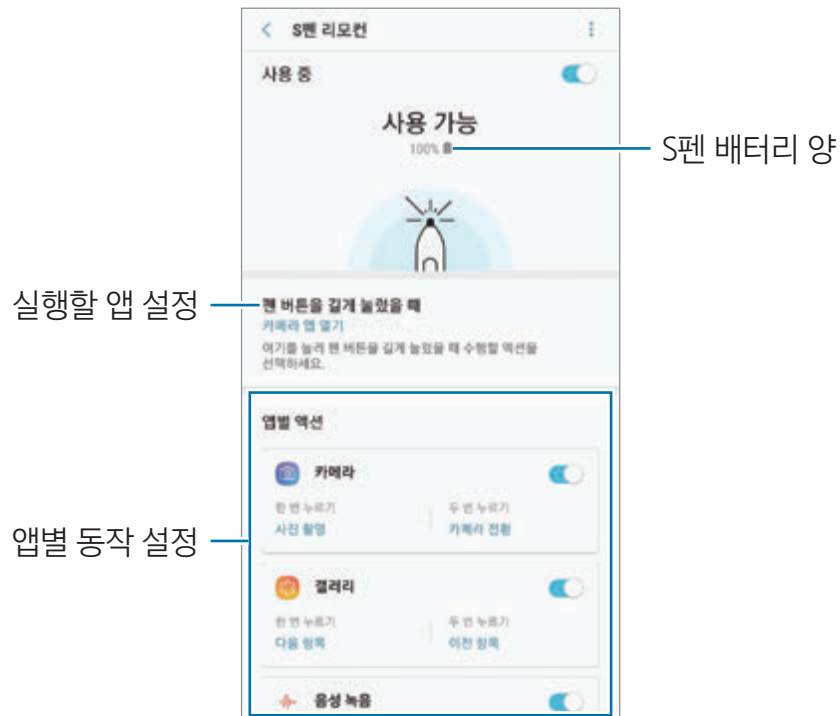 S펜 리모컨
사용 중
사용 가능
100%
S펜 배터리 양
실행할 앱 설정
펜 버튼을 길게 눌렀을 때
카메라 앱 열기
여기를 눌러 펜 버튼을 길게 눌렀을 때 수행할 액션을
선택하세요.
앱별 액션
카메라
한 번 누르기
두 번 누르기
사진 촬영
카메라 전환
앱별 동작 설정
갤러리
한 번 누르기
두 번 누르기
다음 항목
이전 항목
음성 녹음